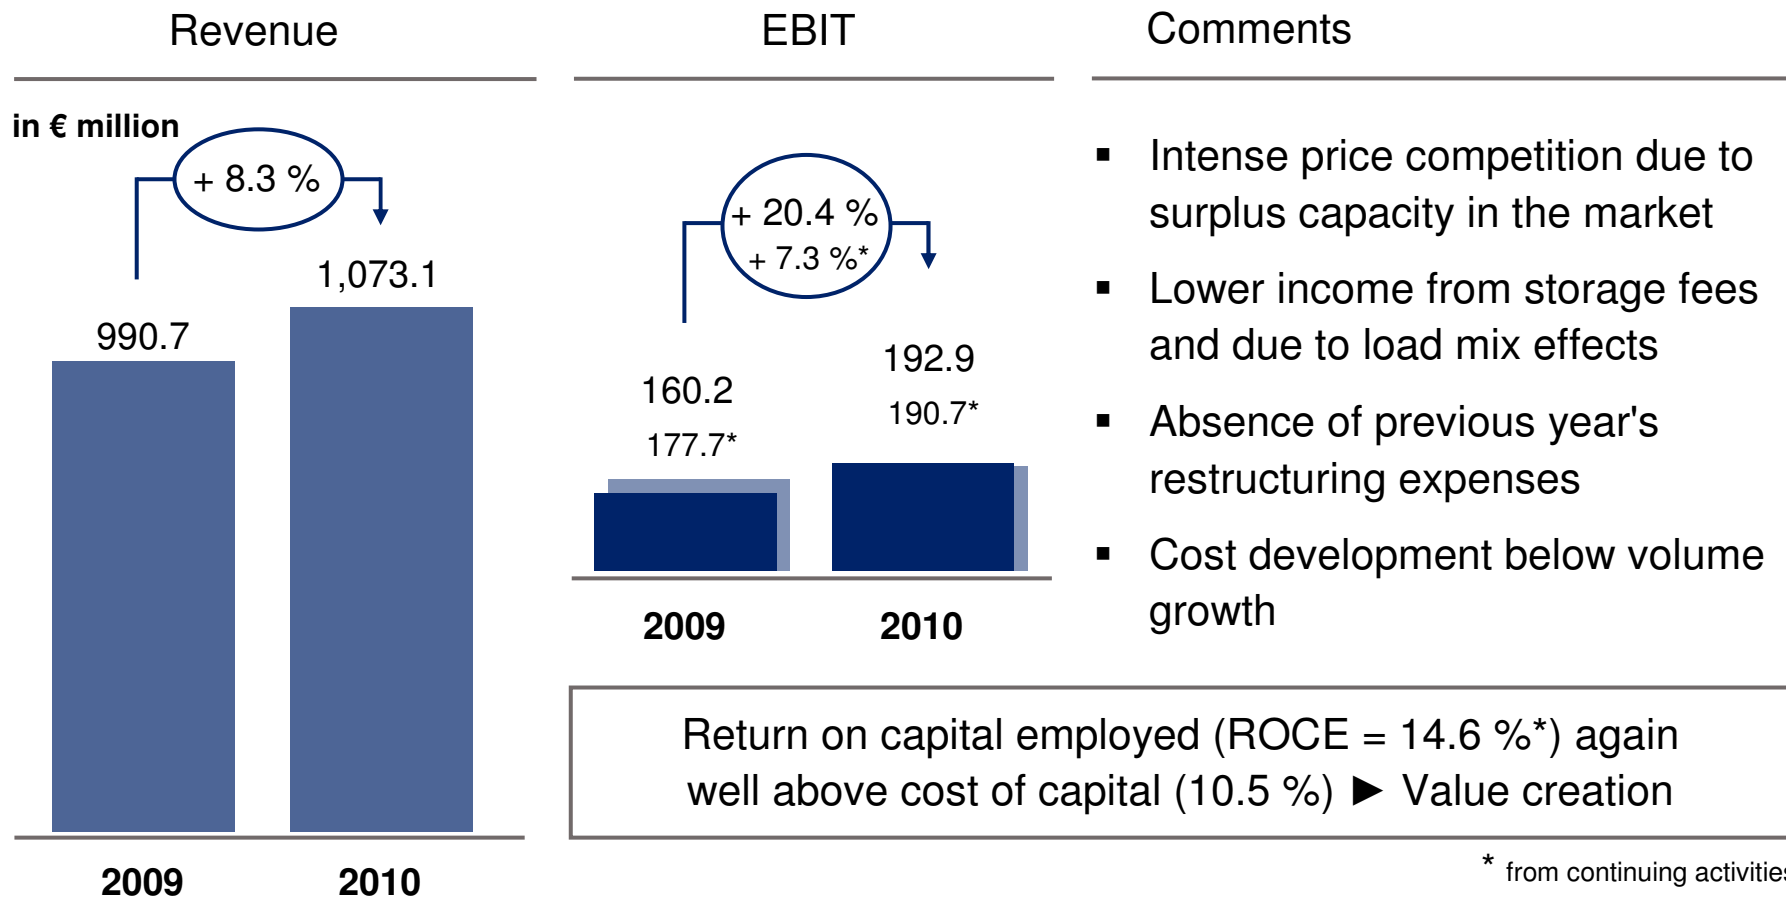 Revenue
in € million
+ 8.3 %
990.7
1,073.1
2009
2010
EBIT
+ 20.4 %
+ 7.3 %*
160.2
177.7*
192.9
190.7*
2009
2010
Comments
▪ Intense price competition due to
surplus capacity in the market
▪ Lower income from storage fees
and due to load mix effects
▪ Absence of previous year's
restructuring expenses
▪ Cost development below volume
growth
Return on capital employed (ROCE = 14.6 %*) again
well above cost of capital (10.5 %) ► Value creation
* from continuing activities